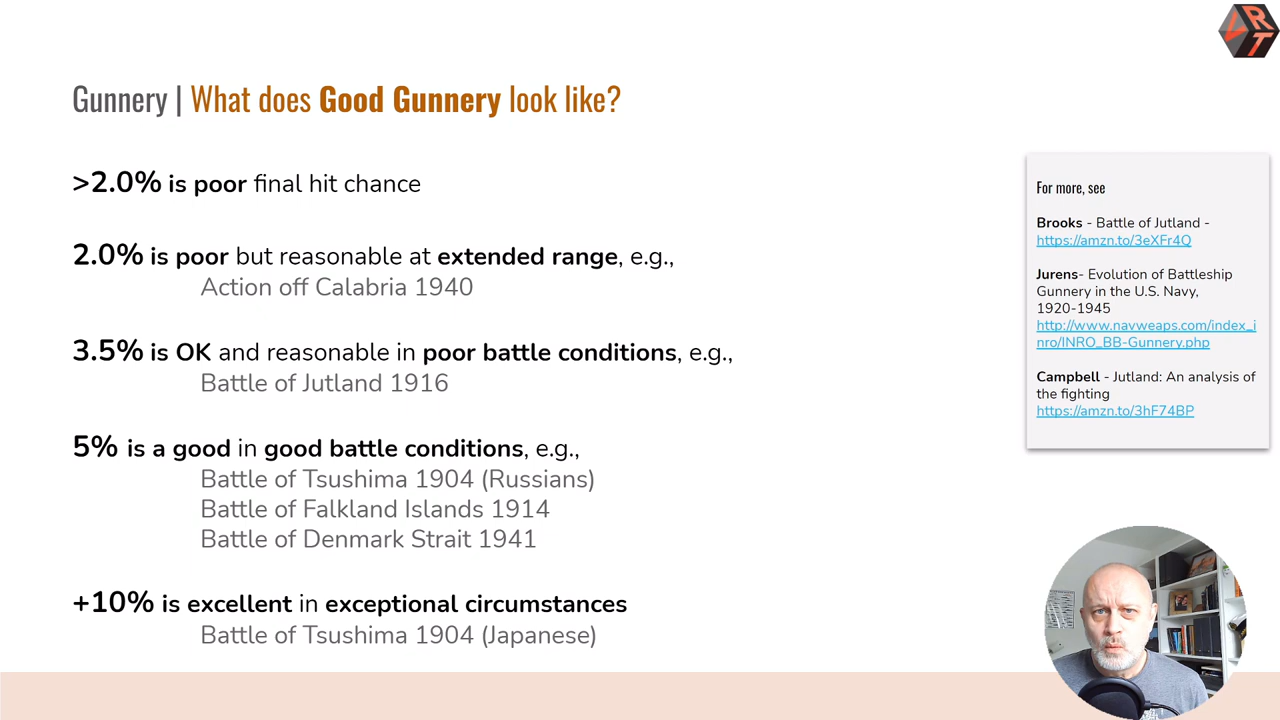 LRT
Gunnery | What does Good Gunnery look like?
>2.0% is poor final hit chance
2.0% is poor but reasonable at extended range, e.g.,
Action off Calabria 1940
3.5% is OK and reasonable in poor battle conditions, e.g.,
Battle of Jutland 1916
5% is a good in good battle conditions, e.g.,
Battle of Tsushima 1904 (Russians)
Battle of Falkland Islands 1914
Battle of Denmark Strait 1941
+10% is excellent in exceptional circumstances
Battle of Tsushima 1904 (Japanese)
For more, see
Brooks - Battle of Jutland -
https://amzn.to/3eXFr4Q
Jurens- Evolution of Battleship
Gunnery in the U.S. Navy,
1920-1945
http://www.navweaps.com/index_i
nro/INRO_BB-Gunnery.php
Campbell - Jutland: An analysis of
the fighting
https://amzn.to/3hF74BP